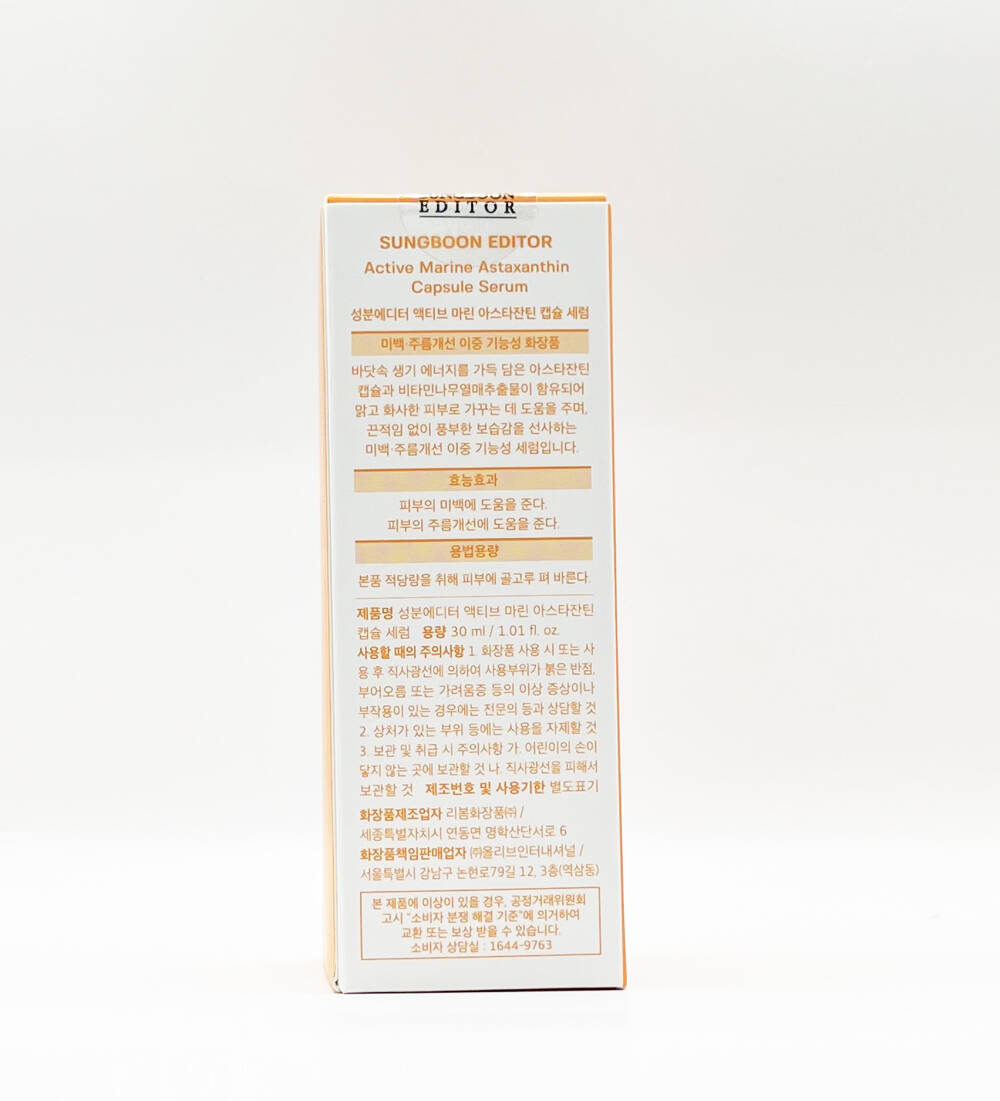 SUNGBOON
EDITOR
SUNGBOON EDITOR
Active Marine Astaxanthin
Capsule Serum
성분에디터 액티브 마린 아스타잔틴 캡슐 세럼
미백·주름개선 이중 기능성 화장품
바닷속 생기 에너지를 가득 담은 아스타잔틴
캡슐과 비타민나무열매추출물이 함유되어
맑고 화사한 피부로 가꾸는 데 도움을 주며,
끈적임 없이 풍부한 보습감을 선사하는
미백·주름개선 이중 기능성 세럼입니다.
효능효과
피부의 미백에 도움을 준다.
피부의 주름개선에 도움을 준다.
용법용량
본품 적당량을 취해 피부에 골고루 펴 바른다.
제품명 성분에디터 액티브 마린 아스타잔틴
캡슐 세럼 용량 30 ml / 1.01 fl. oz.
사용할 때의 주의사항 1. 화장품 사용 시 또는 사
용 후 직사광선에 의하여 사용부위가 붉은 반점,
부어오름 또는 가려움증 등의 이상 증상이나
부작용이 있는 경우에는 전문의 등과 상담할 것
2. 상처가 있는 부위 등에는 사용을 자제할 것
3. 보관 및 취급 시 주의사항 가. 어린이의 손이
닿지 않는 곳에 보관할 것 나. 직사광선을 피해서
보관할 것 제조번호 및 사용기한 별도표기
화장품제조업자 리봄화장품㈜ /
세종특별자치시 연동면 명학산단서로 6
화장품책임판매업자 ㈜올리브인터내셔널 /
서울특별시 강남구 논현로79길 12, 3층(역삼동)
본 제품에 이상이 있을 경우, 공정거래위원회
고시 "소비자 분쟁 해결 기준"에 의거하여
교환 또는 보상 받을 수 있습니다.
소비자 상담실 : 1644-9763